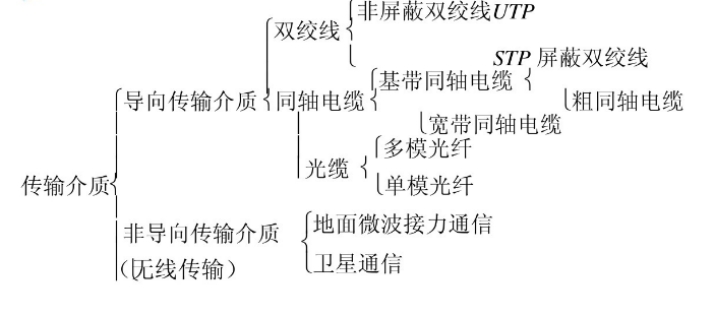 非屏蔽双绞线UTP
双绞线
STP 屏蔽双绞线
基带同轴电缆
导向传输介质
同轴电缆
粗同轴电缆
宽带同轴电缆
多模光纤
光缆
传输介质
单模光纤
地面微波接力通信
非导向传输介质
(无线传输)
卫星通信